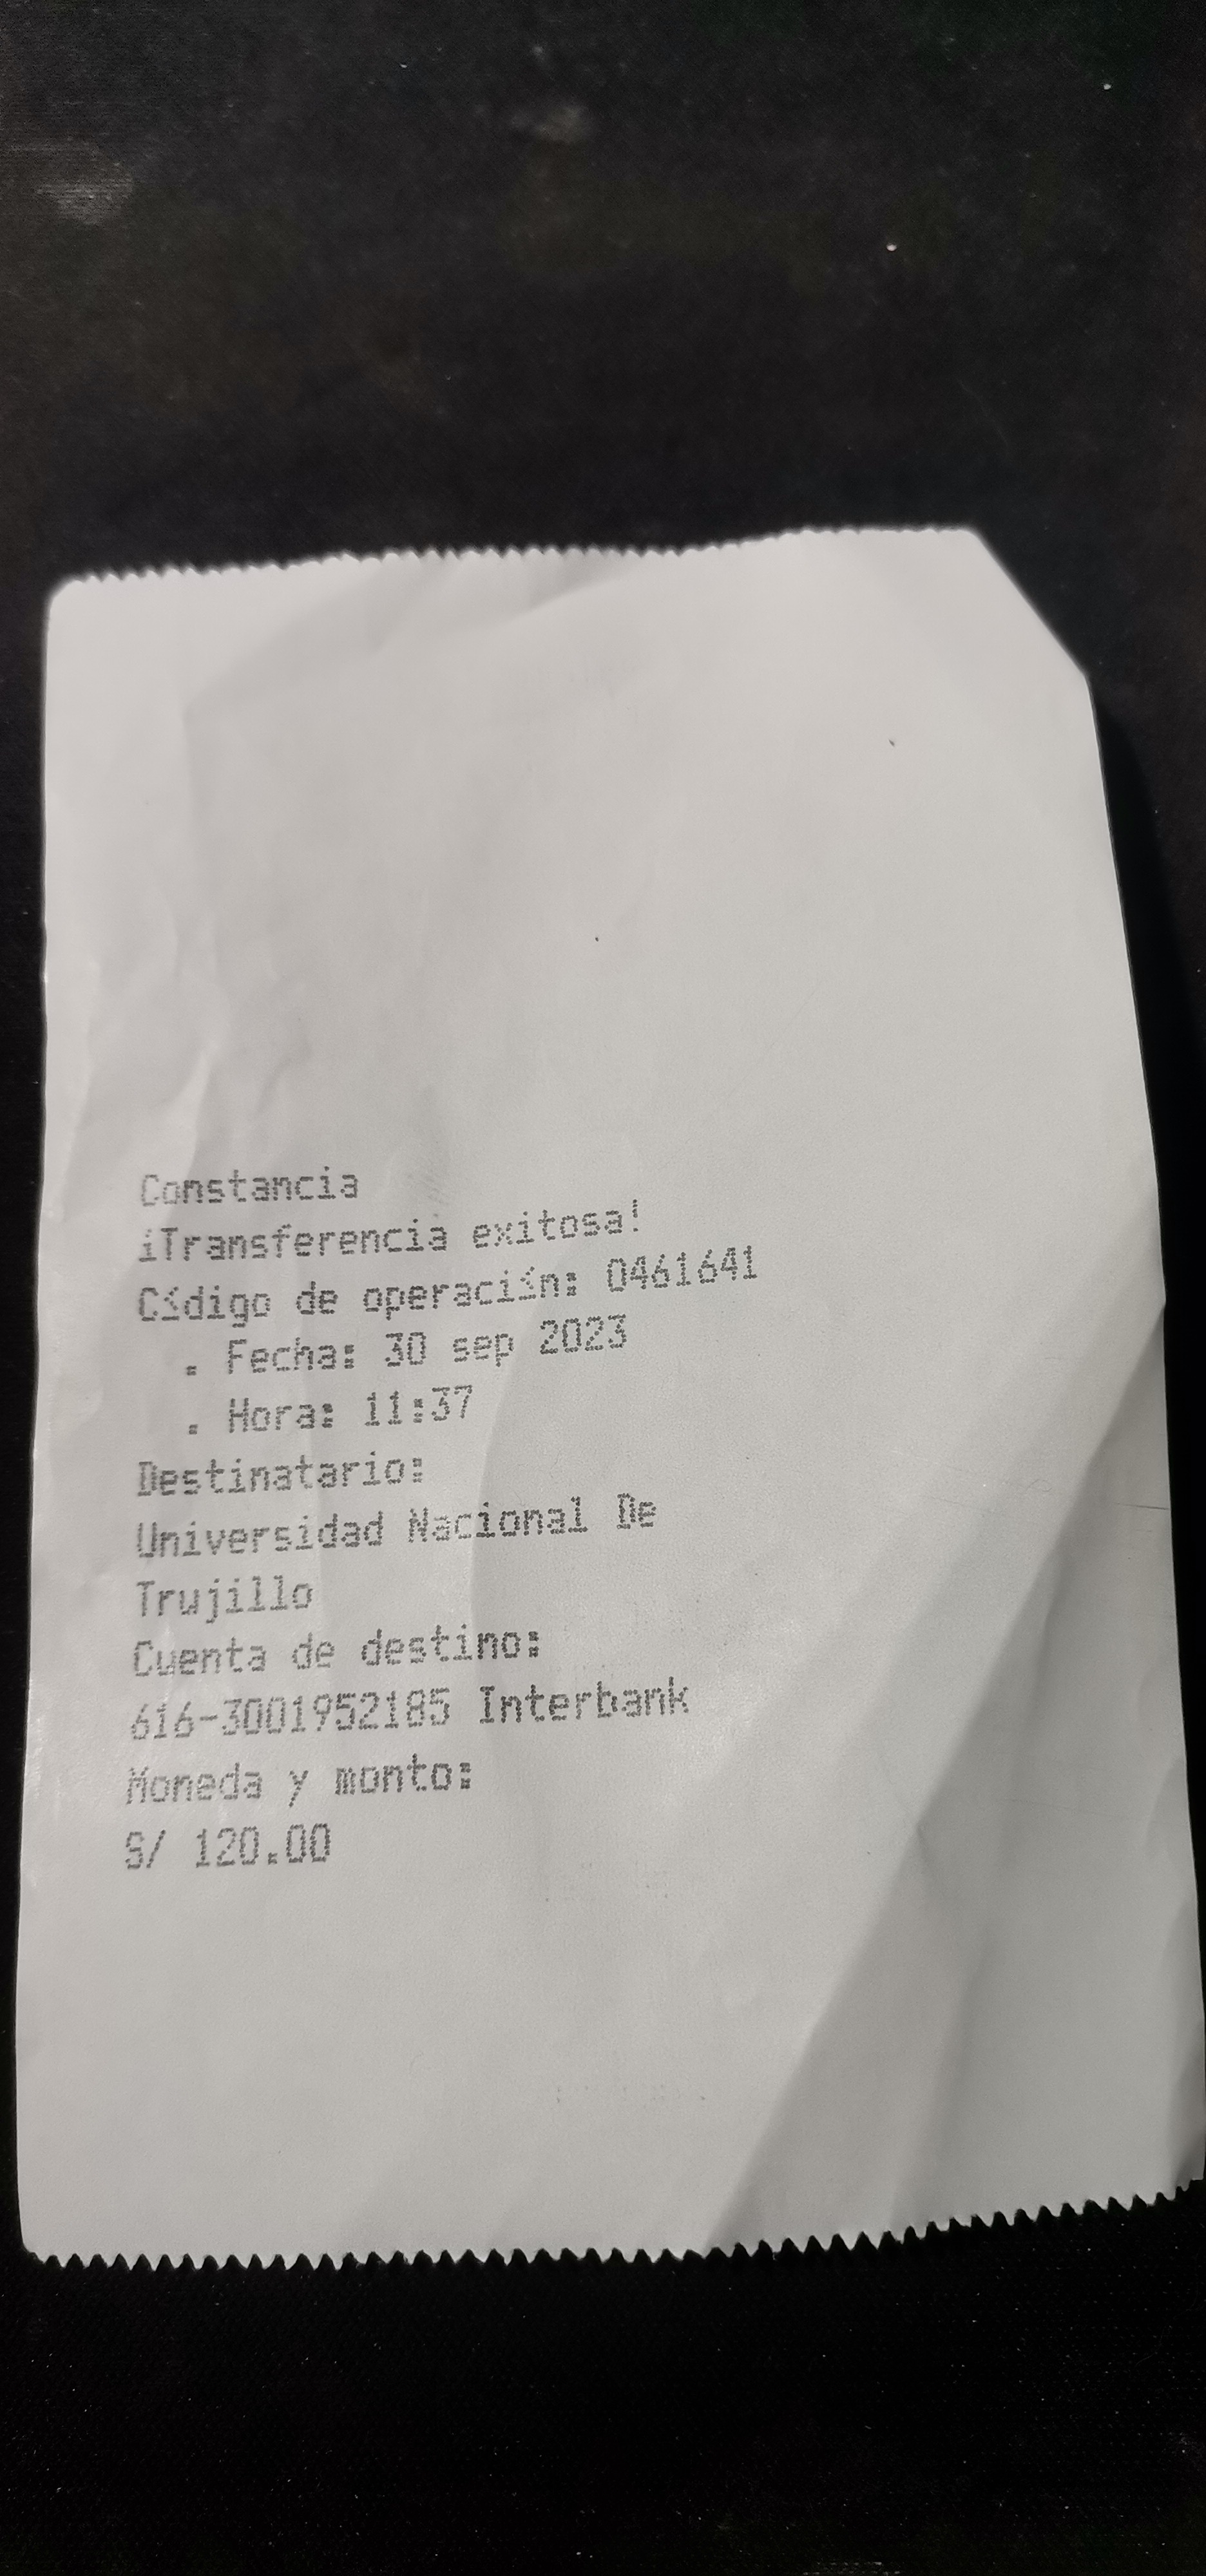 Constancia
¡Transferencia exitosa!
Código de operación: 0461641
. Fecha: 30 sep 2023
. Hora: 11:37
Destinatario:
Universidad Nacional De
Trujillo
Cuenta de destino:
616-3001952185 Interbank
Moneda y monto:
S/ 120.00